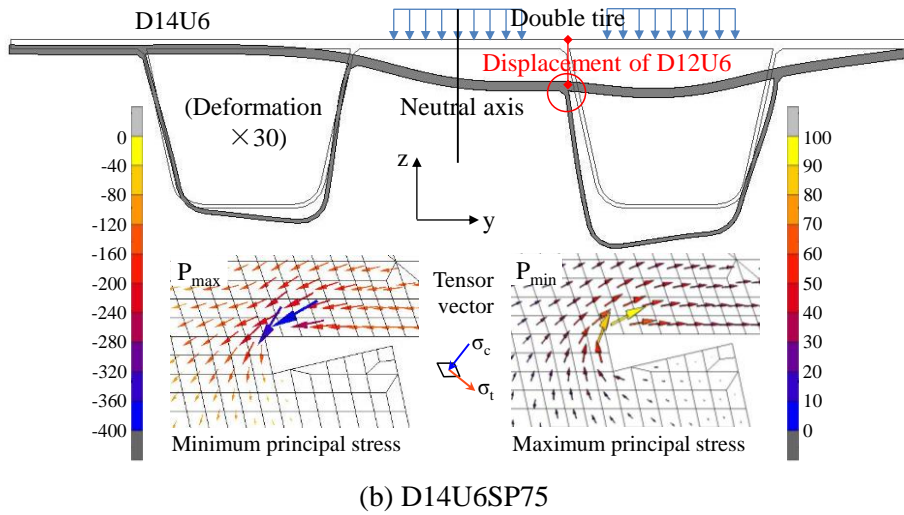 D14U6
Double tire
Displacement of D12U6
(Deformation
×30)
Neutral axis
z
y
0
-40
-80
-120
-160
-200
-240
-280
-320
-360
-400
100
90
80
70
60
50
40
30
20
10
0
Pmax
Tensor
vector
σc
σt
Pmin
Minimum principal stress
Maximum principal stress
(b) D14U6SP75